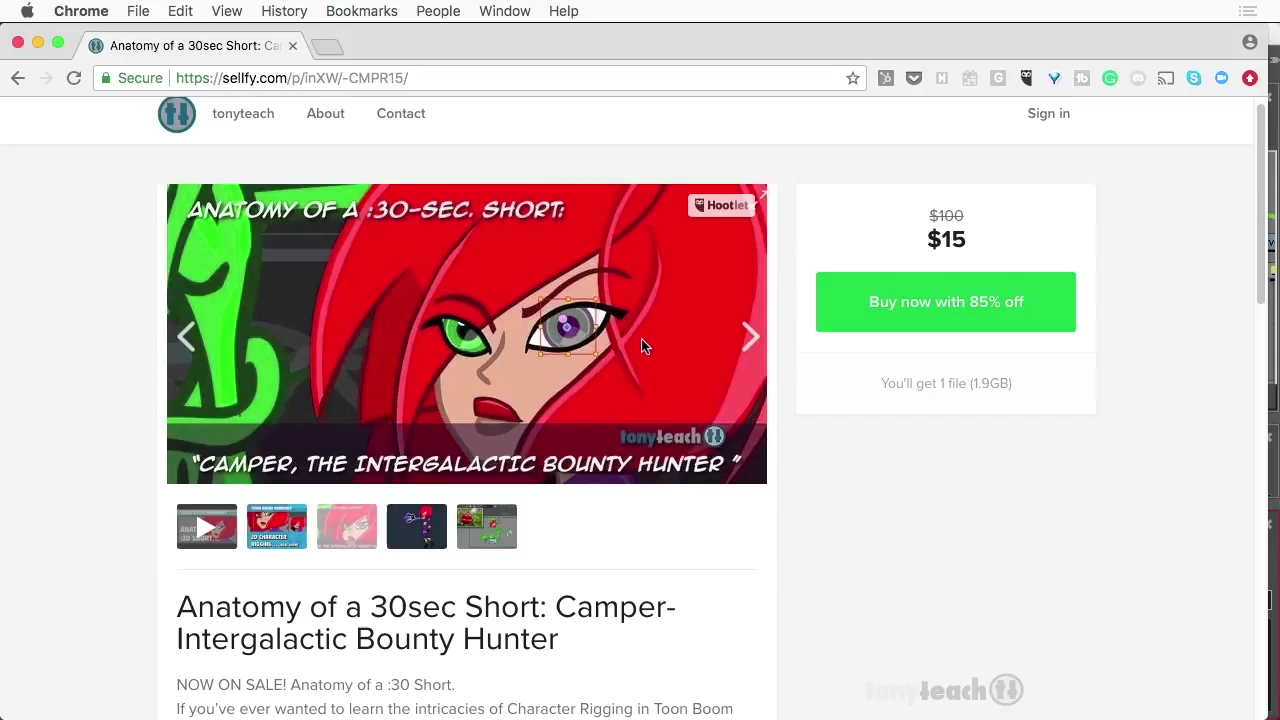 Chrome File Edit View History Bookmarks People Window Help
Anatomy of a 30sec Short: Ca
Secure https://sellfy.com/p/inXW/-CMPR15/
tonyteach About Contact Sign in
ANATOMY OF A :30-SEC. SHORT:
Hootlet
$100
$15
Buy now with 85% off
You'll get 1 file (1.9GB)
tonyteach
"CAMPER, THE INTERGALACTIC BOUNTY HUNTER "
2D CHARACTER
RIGGING
Anatomy of a 30sec Short: Camper-
Intergalactic Bounty Hunter
NOW ON SALE! Anatomy of a :30 Short.
If you've ever wanted to learn the intricacies of Character Rigging in Toon Boom
tonyteach